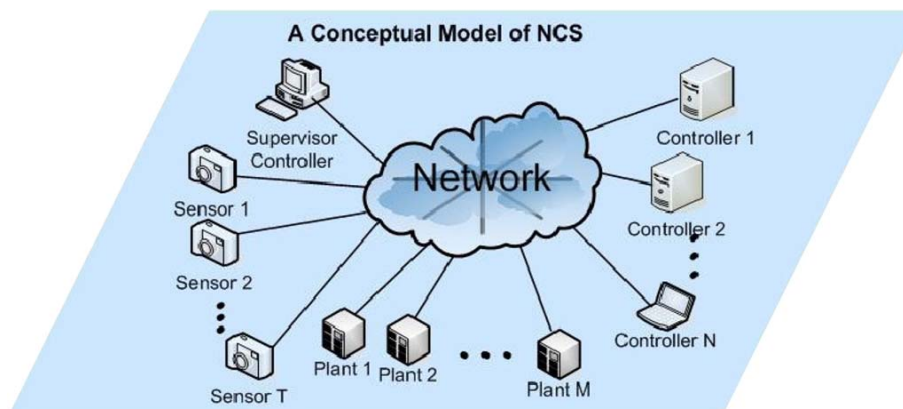 A Conceptual Model of NCS
Supervisor
Controller
Controller 1
Network
Sensor 1
Controller 2
Sensor 2
Controller N
Plant 1
Plant 2
Plant M
Sensor T